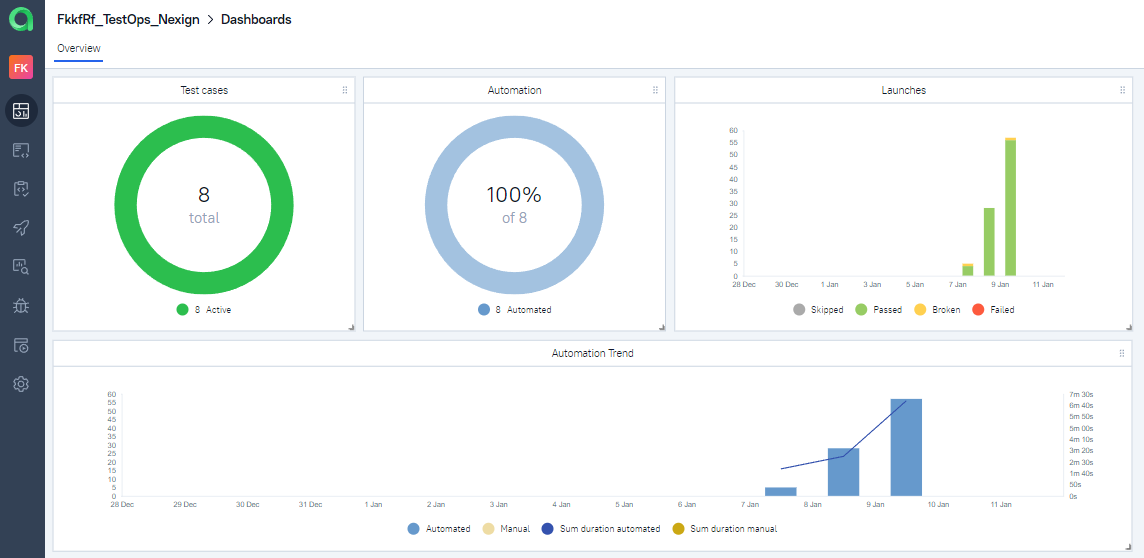 FkkfRf_TestOps_Nexign > Dashboards
Overview
FK
Test cases
8
total
8 Active
Automation
100%
of 8
8 Automated
Launches
60
55
50
45
40
35
30
25
20
15
10
5
0
28 Dec 30 Dec 1 Jan 3 Jan 5 Jan 7 Jan 9 Jan 11 Jan
Skipped Passed Broken Failed
Automation Trend
60
55
50
45
40
35
30
25
20
15
10
5
0
7m 30s
6m 40s
5m 50s
5m 00s
4m 10s
3m 20s
2m 30s
1m 40s
50s
0s
28 Dec 29 Dec 30 Dec 31 Dec 1 Jan 2 Jan 3 Jan 4 Jan 5 Jan 6 Jan 7 Jan 8 Jan 9 Jan 10 Jan 11 Jan
Automated Manual Sum duration automated Sum duration manual